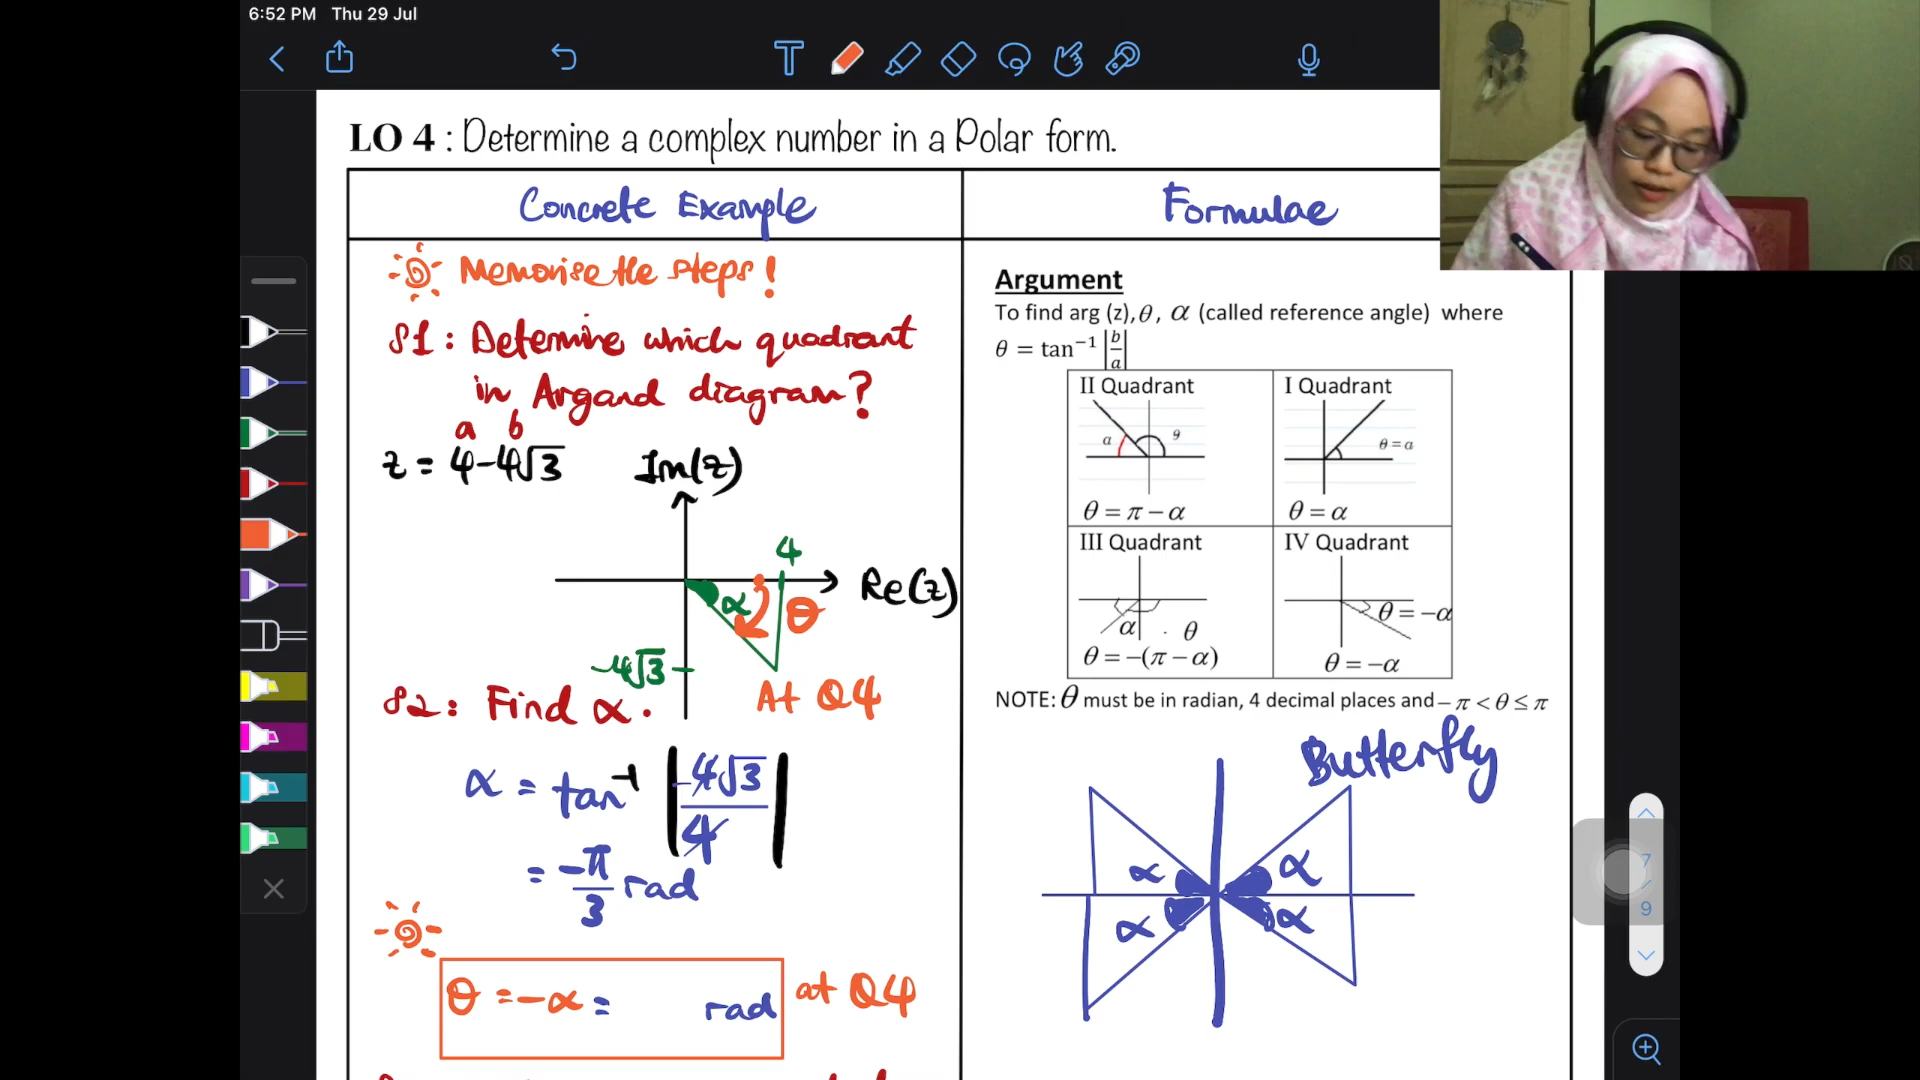 6:52 PM Thu 29 Jul
LO 4 : Determine a complex number in a Polar form.
Concrete Example
Memorise the steps!
S1 : Determine which quadrant
in Argand diagram?
a b
z = 4-4√3
Im(z)
4
Re(z)
α
θ
-4√3
At Q4
S2: Find α.
α = tan⁻¹ |-4√3/4|
= -π/3 rad
θ = -α = rad
at Q4
Formulae
Argument
To find arg (z), θ, α (called reference angle) where
θ = tan⁻¹ |b/a|
II Quadrant
α θ
θ = π − α
I Quadrant
θ = α
θ = α
III Quadrant
α θ
θ = −(π − α)
IV Quadrant
θ = −α
θ = −α
NOTE: θ must be in radian, 4 decimal places and − π < θ ≤ π
Butterfly
α α
α α
7
/
9